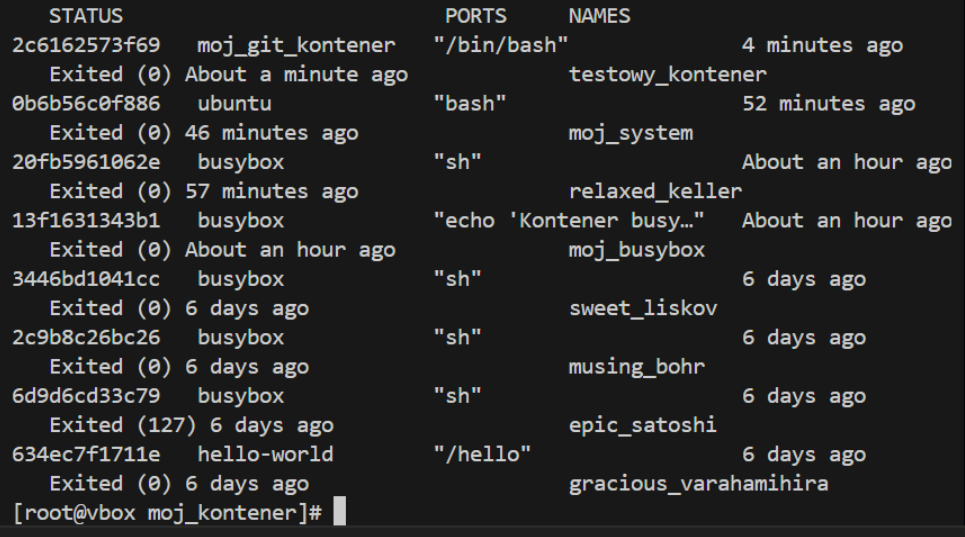 STATUS PORTS NAMES
2c6162573f69 moj_git_kontener "/bin/bash" 4 minutes ago
Exited (0) About a minute ago testowy_kontener
0b6b56c0f886 ubuntu "bash" 52 minutes ago
Exited (0) 46 minutes ago moj_system
20fb5961062e busybox "sh" About an hour ago
Exited (0) 57 minutes ago relaxed_keller
13f1631343b1 busybox "echo 'Kontener busy…" About an hour ago
Exited (0) About an hour ago moj_busybox
3446bd1041cc busybox "sh" 6 days ago
Exited (0) 6 days ago sweet_liskov
2c9b8c26bc26 busybox "sh" 6 days ago
Exited (0) 6 days ago musing_bohr
6d9d6cd33c79 busybox "sh" 6 days ago
Exited (127) 6 days ago epic_satoshi
634ec7f1711e hello-world "/hello" 6 days ago
Exited (0) 6 days ago gracious_varahamihira
[root@vbox moj_kontener]#